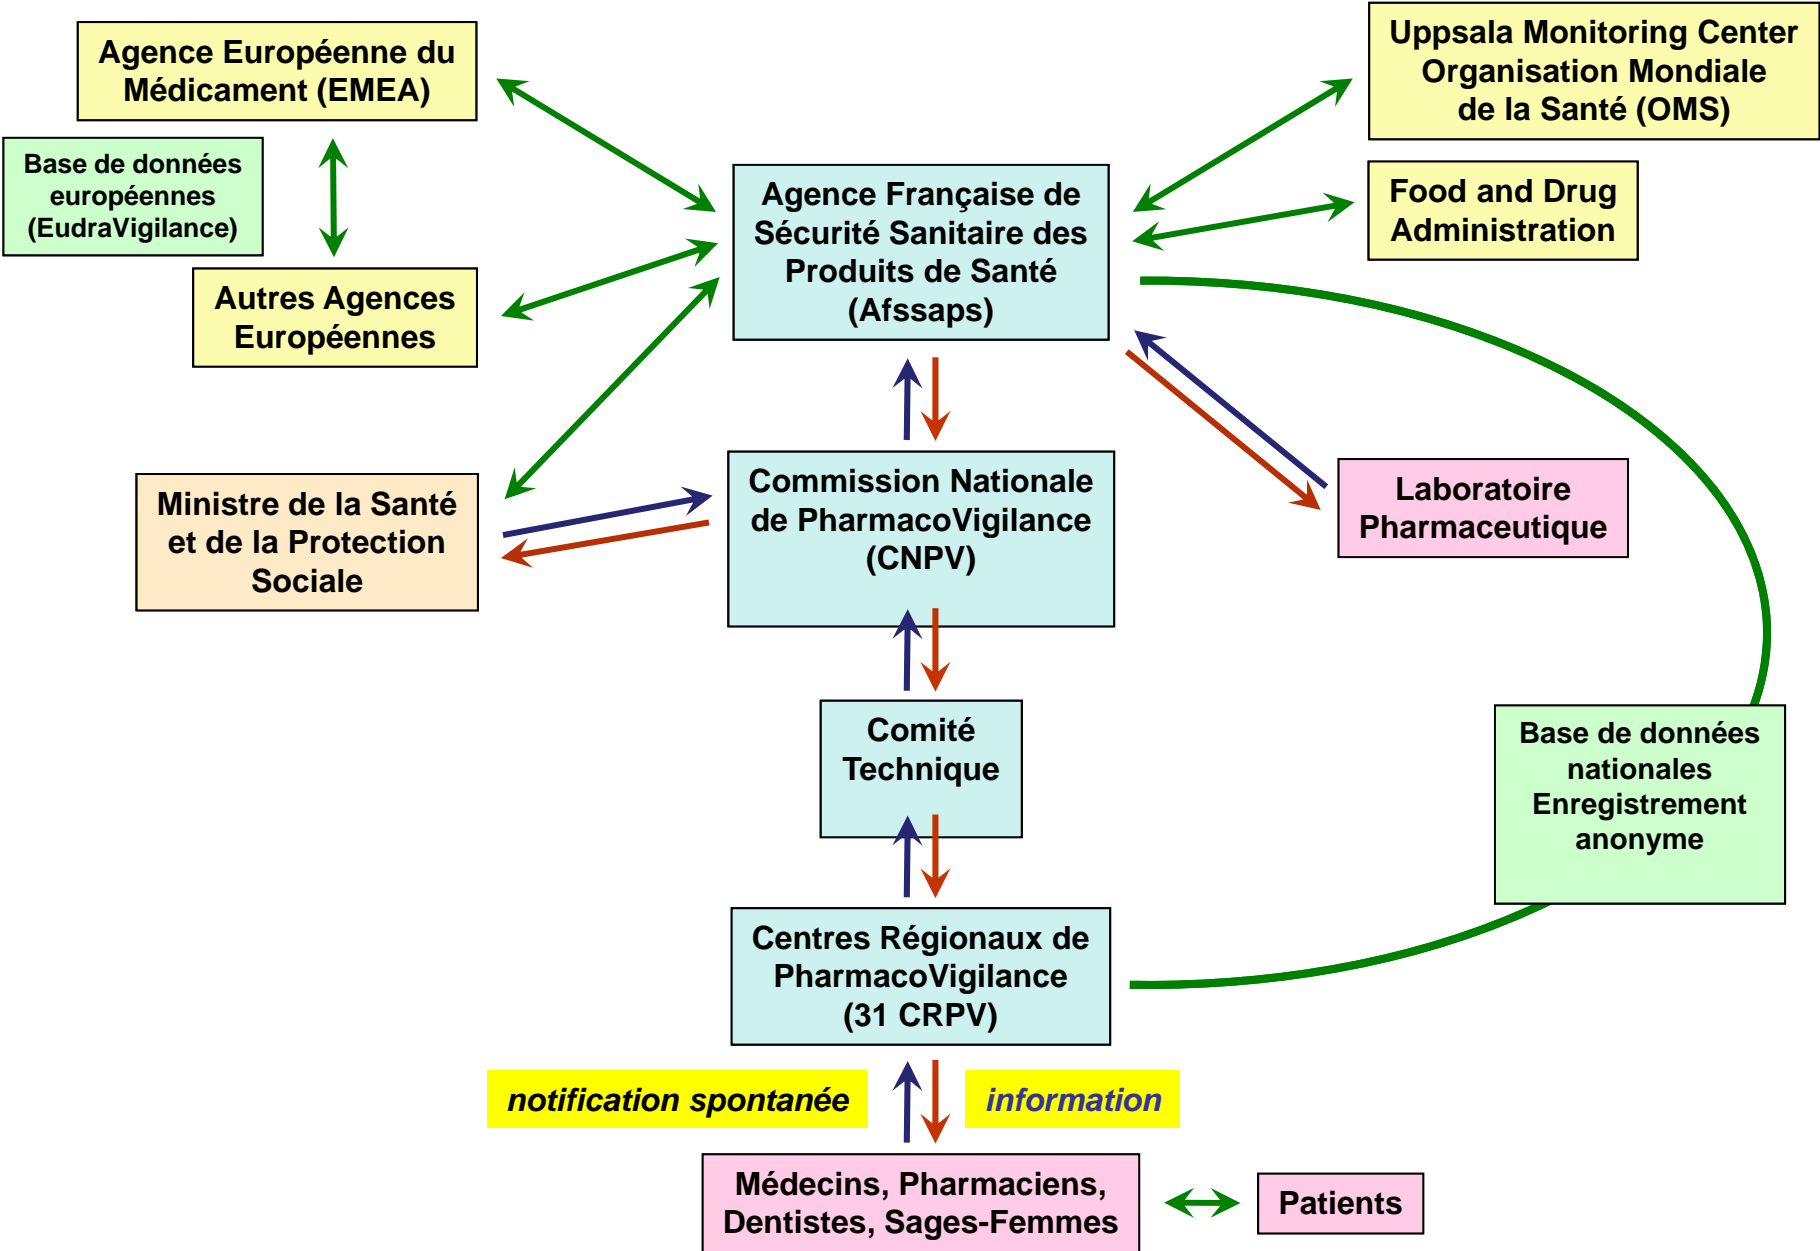 Agence Européenne du
Médicament (EMEA)
Uppsala Monitoring Center
Organisation Mondiale
de la Santé (OMS)
Base de données
européennes
(EudraVigilance)
Agence Française de
Sécurité Sanitaire des
Produits de Santé
(Afssaps)
Food and Drug
Administration
Autres Agences
Européennes
Ministre de la Santé
et de la Protection
Sociale
Commission Nationale
de PharmacoVigilance
(CNPV)
Laboratoire
Pharmaceutique
Comité
Technique
Base de données
nationales
Enregistrement
anonyme
Centres Régionaux de
PharmacoVigilance
(31 CRPV)
notification spontanée
information
Médecins, Pharmaciens,
Dentistes, Sages-Femmes
Patients